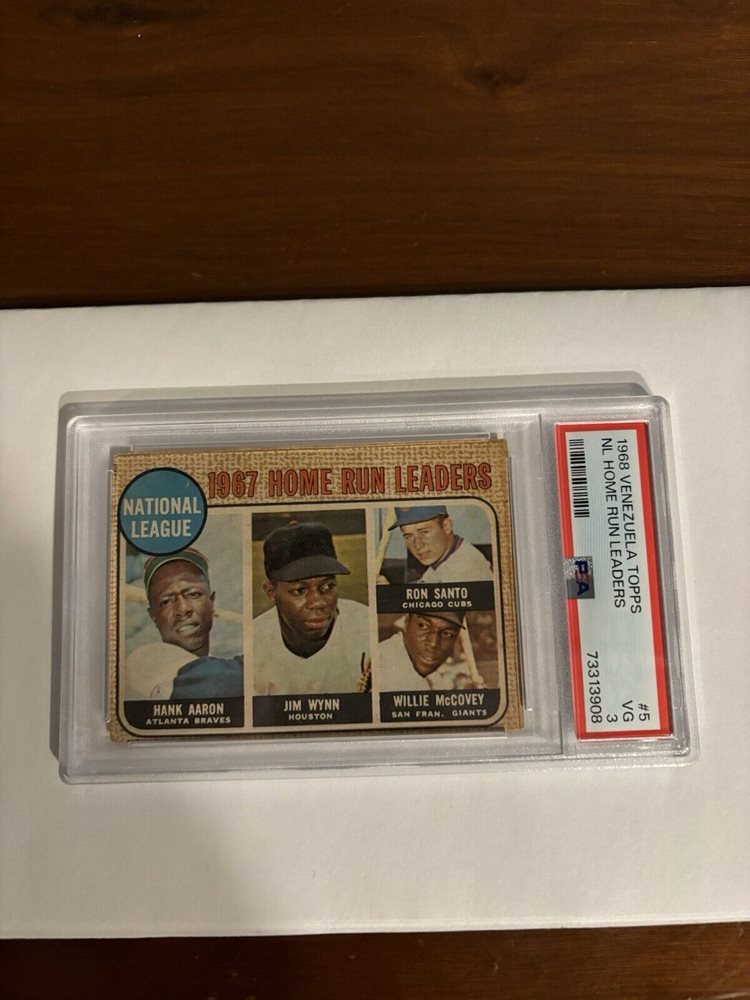 1967 HOME RUN LEADERS
NATIONAL
LEAGUE
HANK AARON
ATLANTA BRAVES
JIM WYNN
HOUSTON
RON SANTO
CHICAGO CUBS
WILLIE McCOVEY
SAN FRAN. GIANTS
1968 VENEZUELA TOPPS #5
NL HOME RUN LEADERS VG
3
PSA
73313908